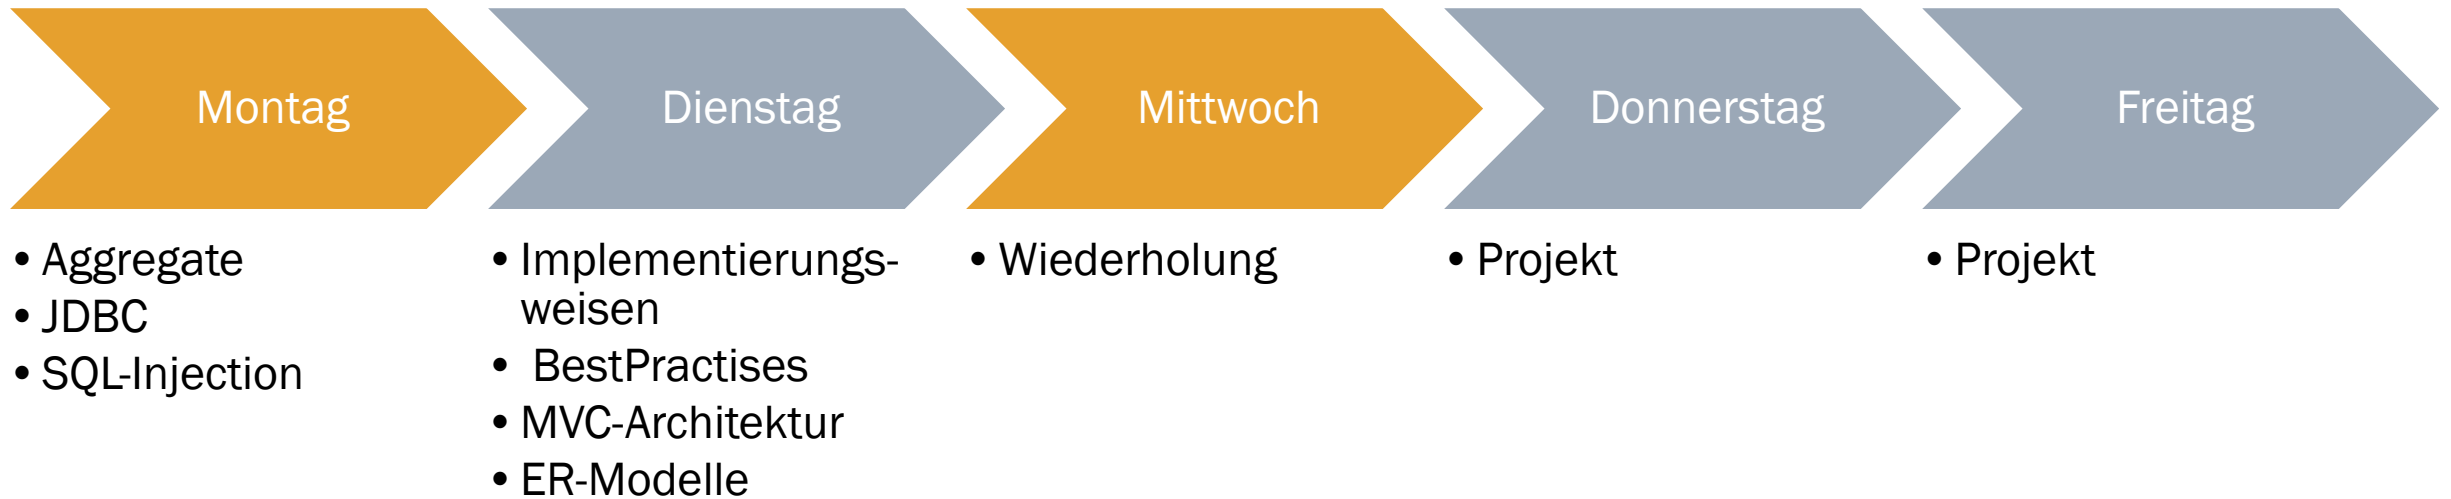 Montag
Dienstag
Mittwoch
Donnerstag
Freitag
• Aggregate
• JDBC
• SQL-Injection
• Implementierungs-
weisen
• BestPractises
• MVC-Architektur
• ER-Modelle
• Wiederholung
• Projekt
• Projekt